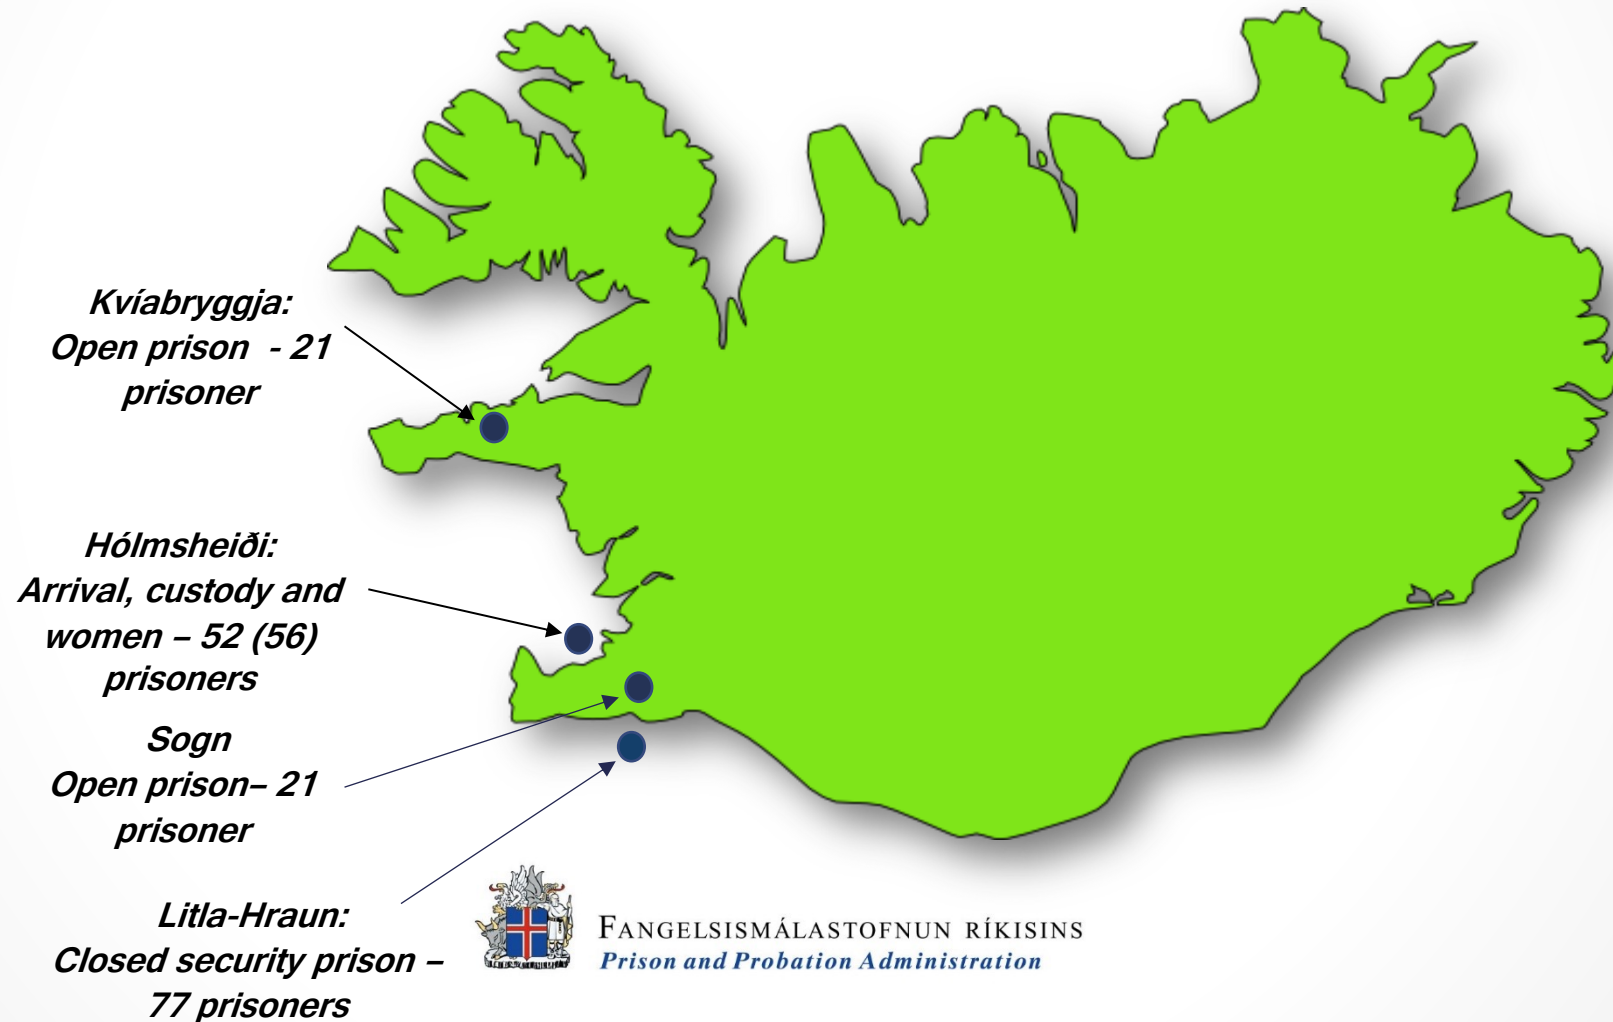 Kvíabryggja:
Open prison - 21
prisoner
Hólmsheiði:
Arrival, custody and
women – 52 (56)
prisoners
Sogn
Open prison– 21
prisoner
Litla-Hraun:
Closed security prison –
77 prisoners
FANGELSISMÁLASTOFNUN RÍKISINS
Prison and Probation Administration